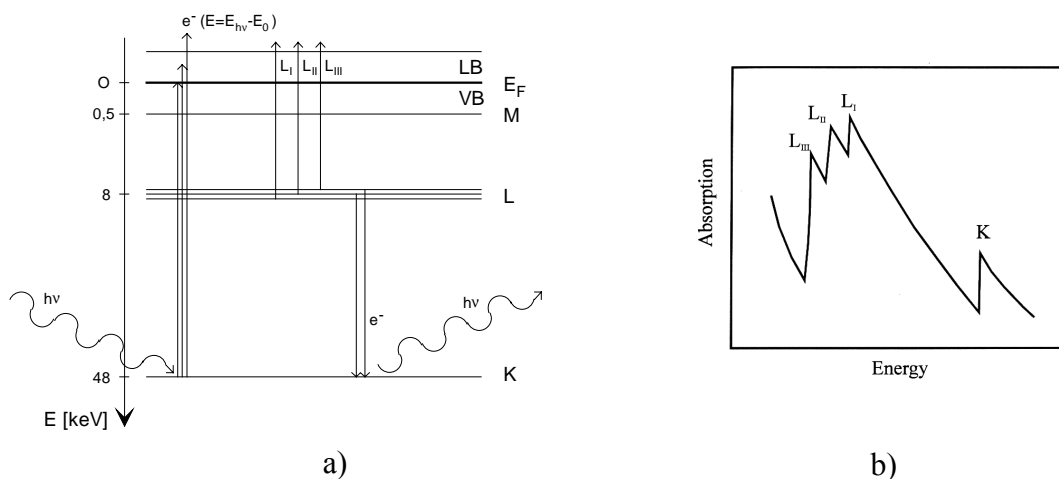 e⁻ (E=E_hν-E₀)
L_I L_II L_III LB
O E_F
VB
0,5 M
8 L
hν hν
e⁻
48 K
E [keV]
a)
Absorption
L_III L_II L_I
K
Energy
b)